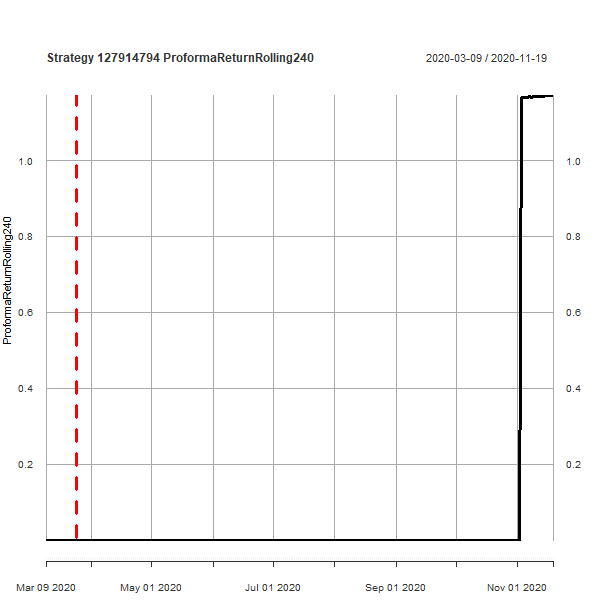 Strategy 127914794 ProformaReturnRolling240
2020-03-09 / 2020-11-19
ProformaReturnRolling240
1.0
1.0
0.8
0.8
0.6
0.6
0.4
0.4
0.2
0.2
Mar 09 2020
May 01 2020
Jul 01 2020
Sep 01 2020
Nov 01 2020